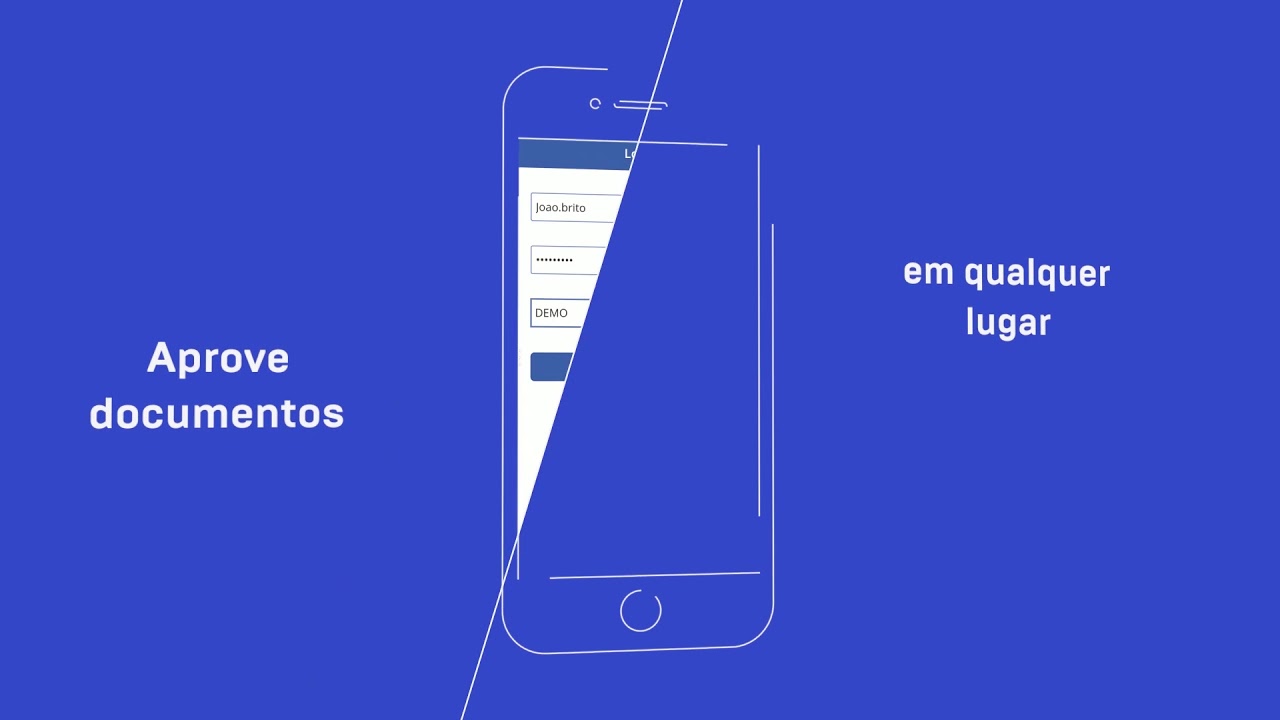 Aprove
documentos
Joao.brito
•••••••••
DEMO
em qualquer
lugar